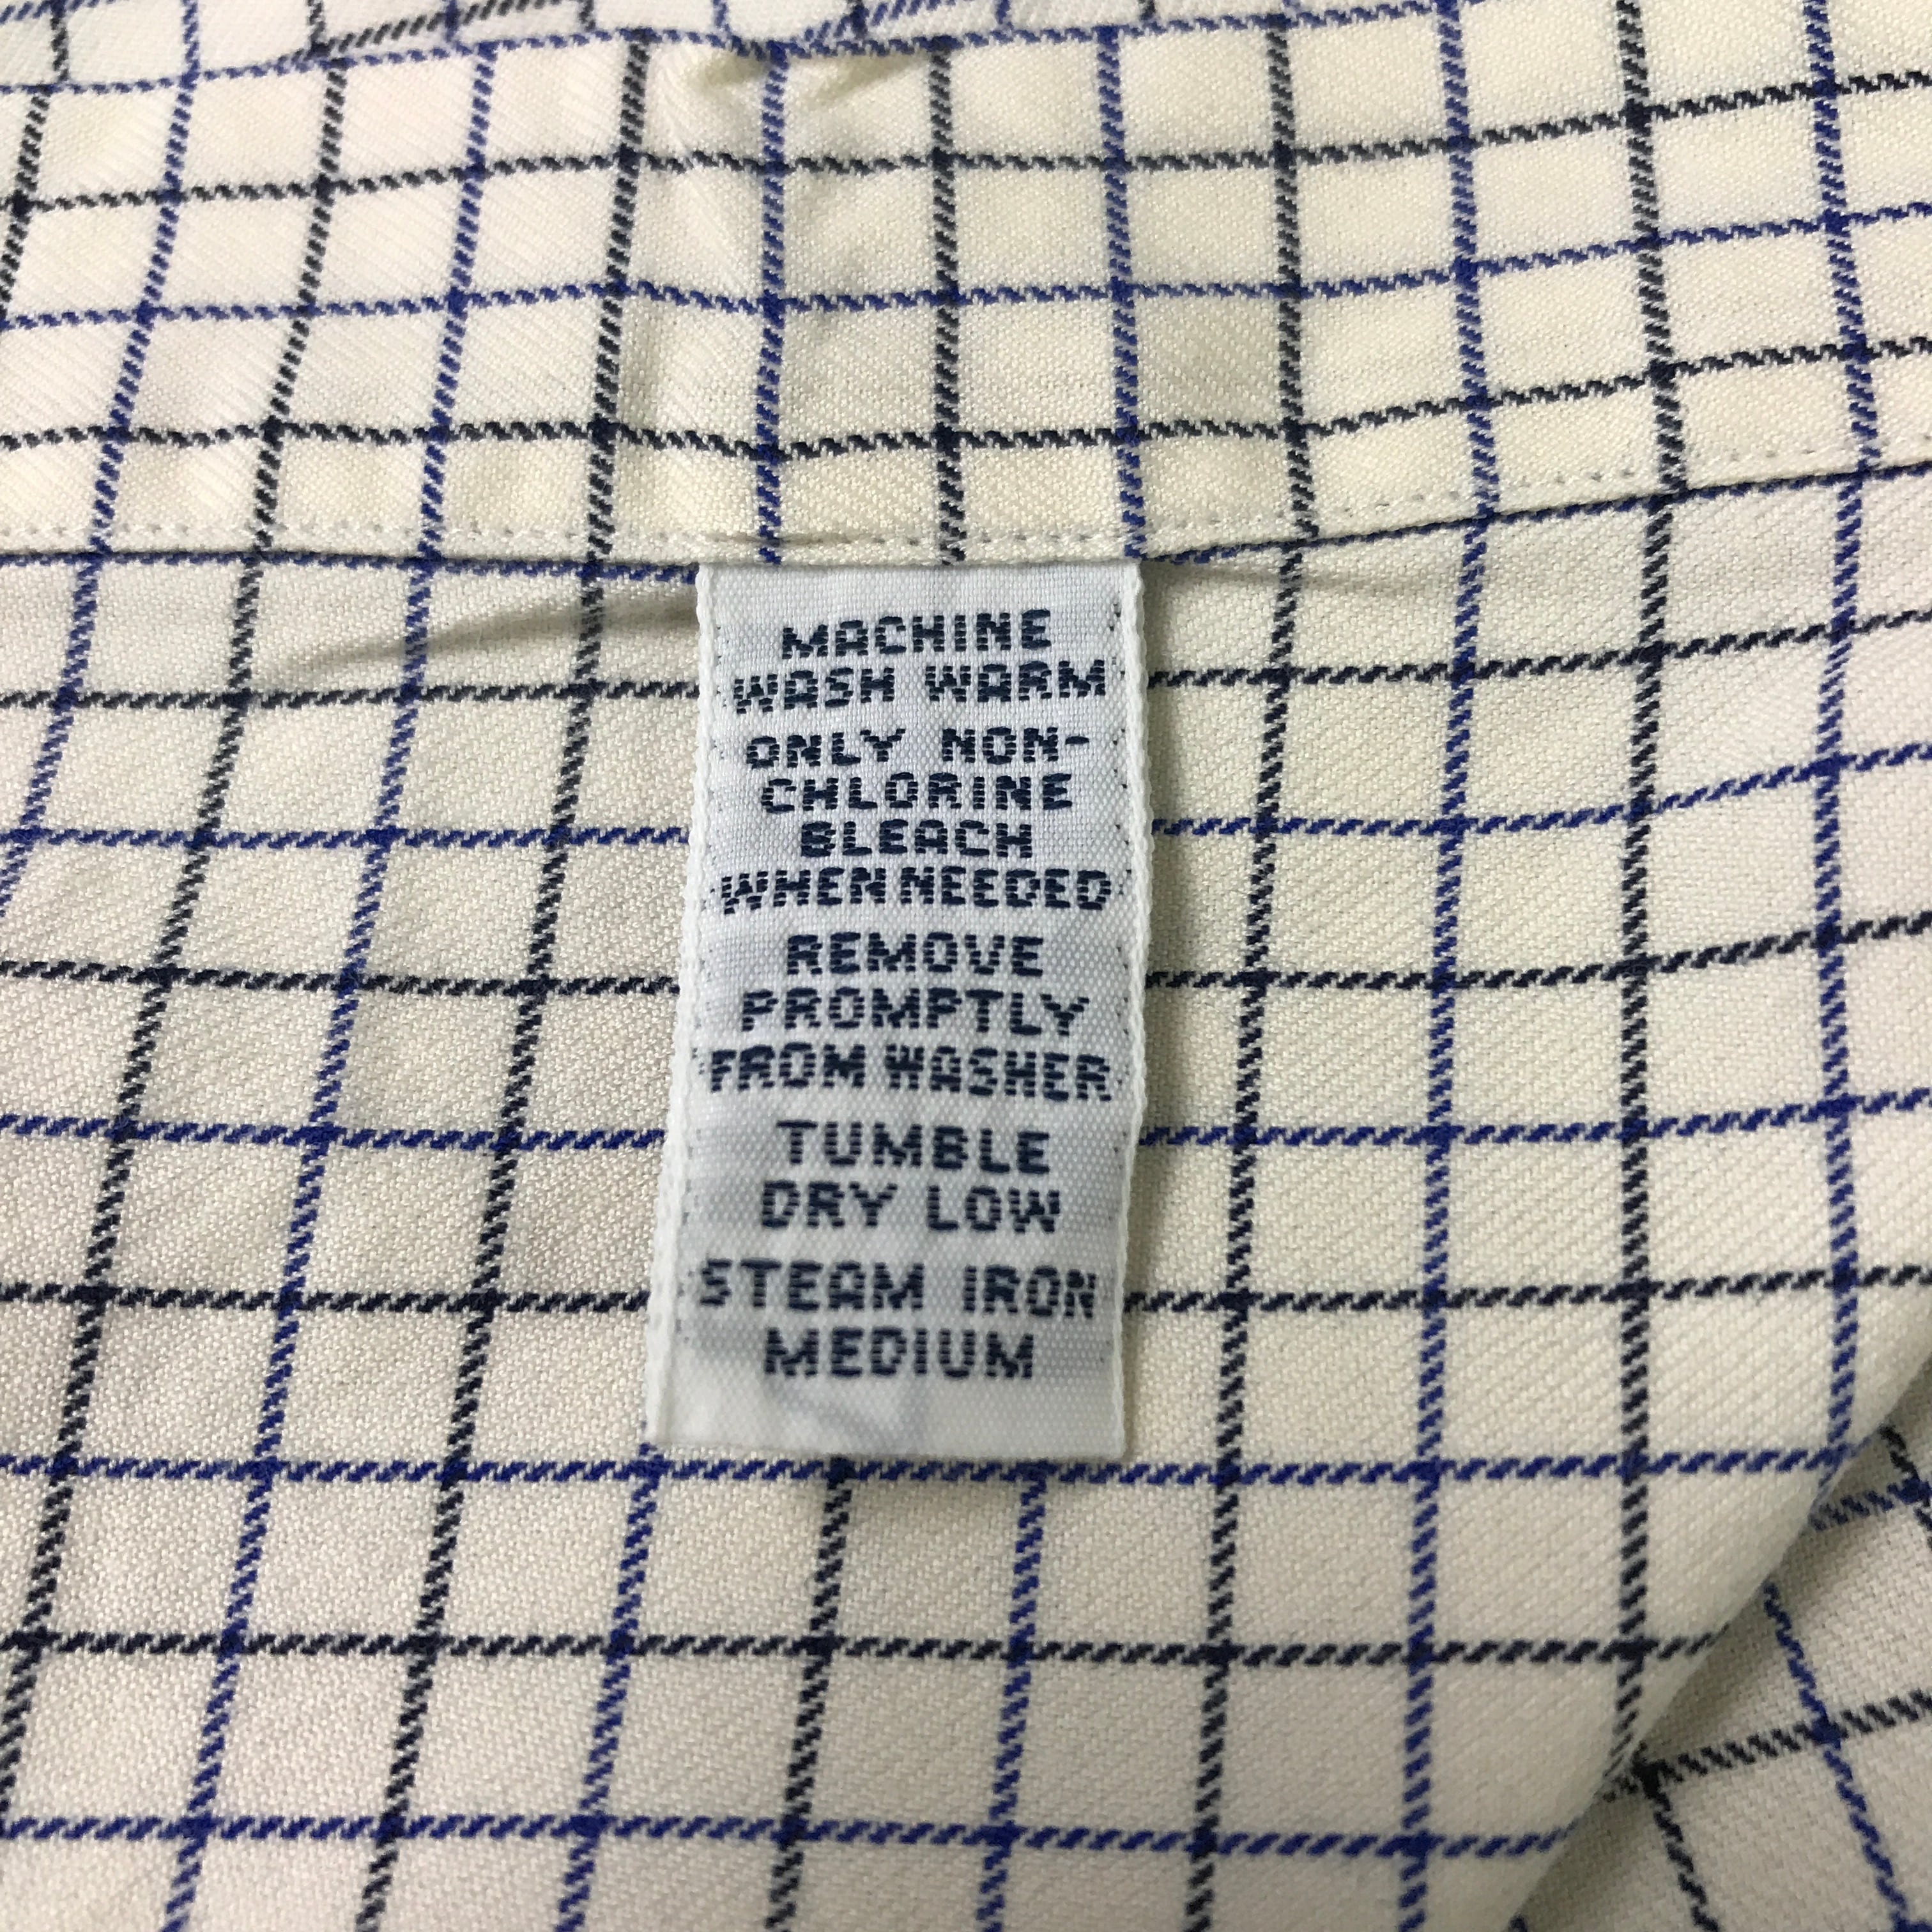 MACHINE
WASH WARM
ONLY NON-
CHLORINE
BLEACH
WHEN NEEDED
REMOVE
PROMPTLY
FROM WASHER
TUMBLE
DRY LOW
STEAM IRON
MEDIUM